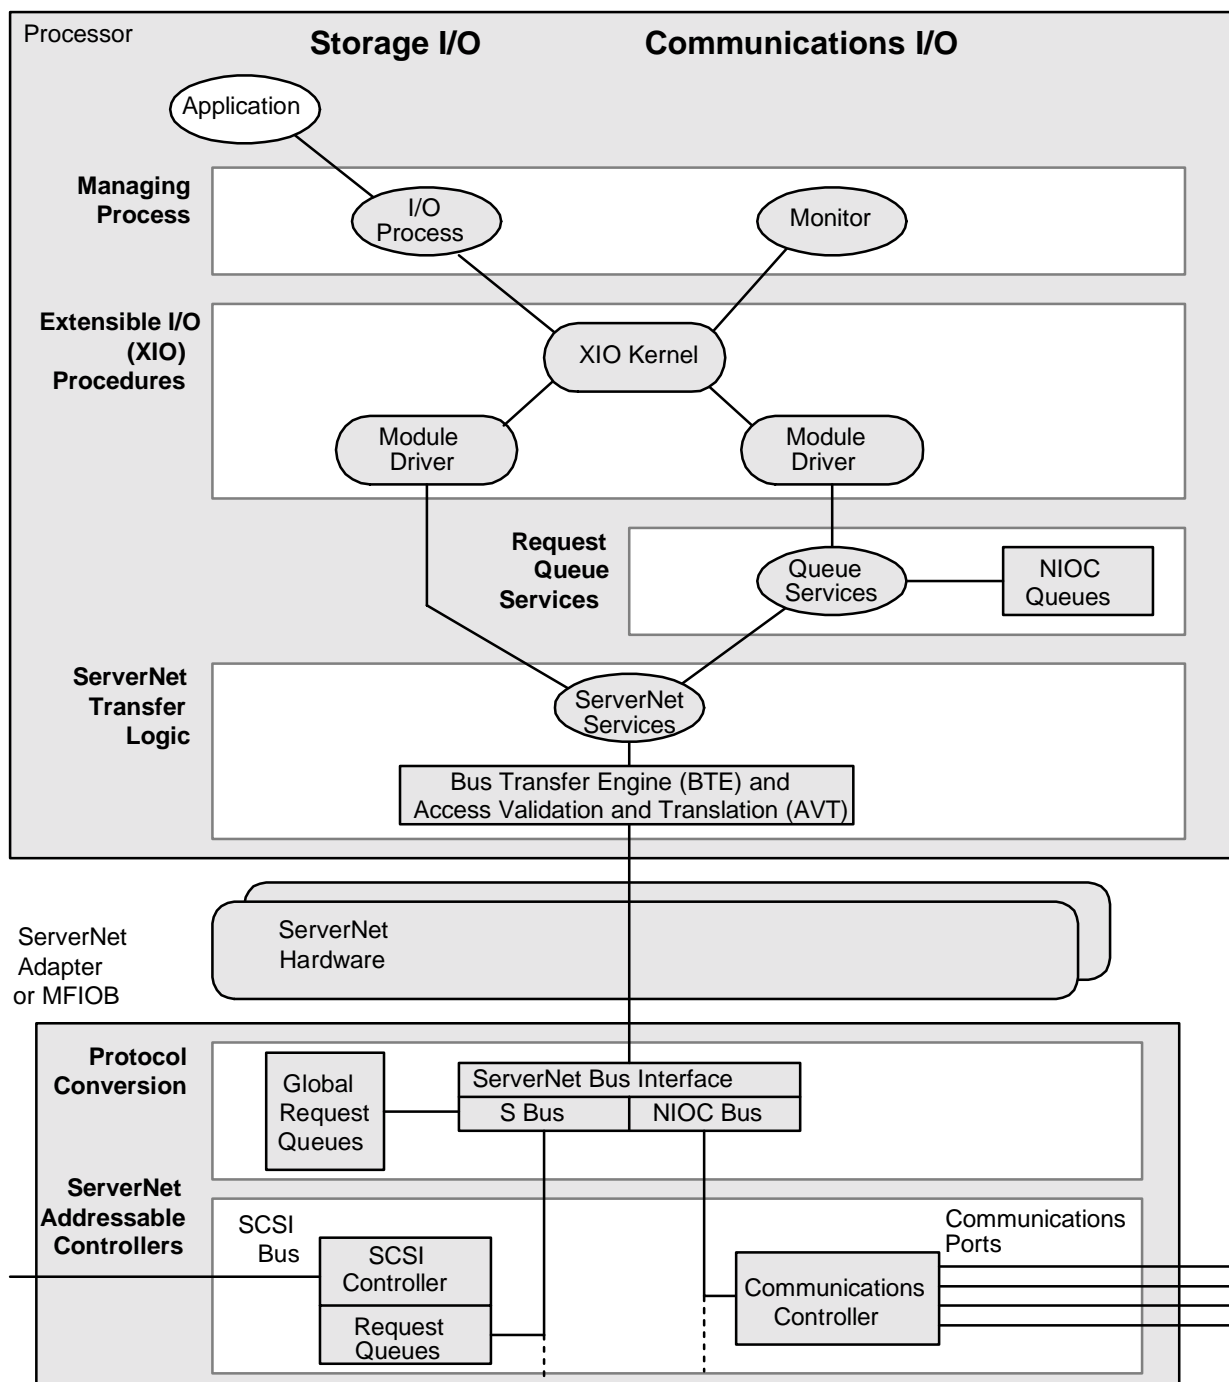 Processor
Storage I/O
Communications I/O
Application
Managing
Process
I/O
Process
Monitor
Extensible I/O
(XIO)
Procedures
XIO Kernel
Module
Driver
Module
Driver
Request
Queue
Services
Queue
Services
NIOC
Queues
ServerNet
Transfer
Logic
ServerNet
Services
Bus Transfer Engine (BTE) and
Access Validation and Translation (AVT)
ServerNet
Adapter
or MFIOB
ServerNet
Hardware
Protocol
Conversion
Global
Request
Queues
ServerNet Bus Interface
S Bus
NIOC Bus
ServerNet
Addressable
Controllers
SCSI
Bus
SCSI
Controller
Request
Queues
Communications
Ports
Communications
Controller